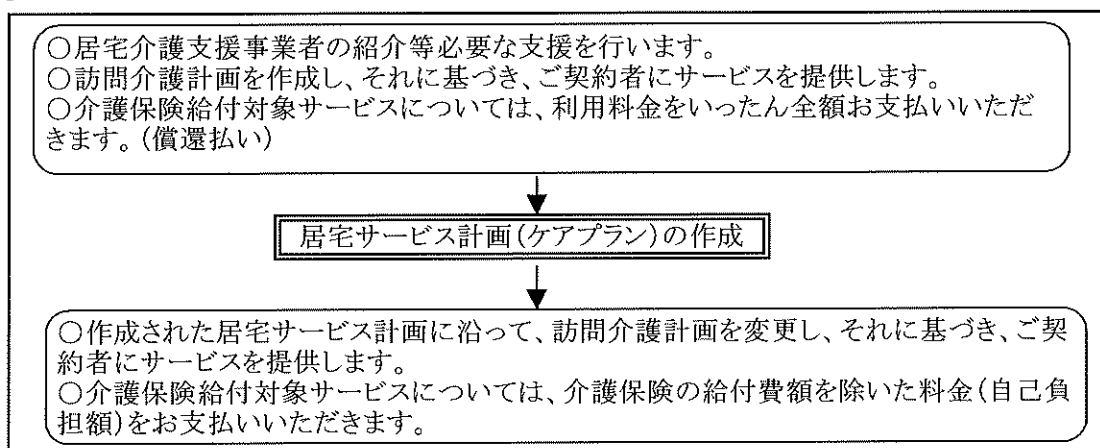 ○居宅介護支援事業者の紹介等必要な支援を行います。
○訪問介護計画を作成し、それに基づき、ご契約者にサービスを提供します。
○介護保険給付対象サービスについては、利用料金をいったん全額お支払いいただ
きます。(償還払い)
居宅サービス計画(ケアプラン)の作成
○作成された居宅サービス計画に沿って、訪問介護計画を変更し、それに基づき、ご契
約者にサービスを提供します。
○介護保険給付対象サービスについては、介護保険の給付費額を除いた料金(自己負
担額)をお支払いいただきます。